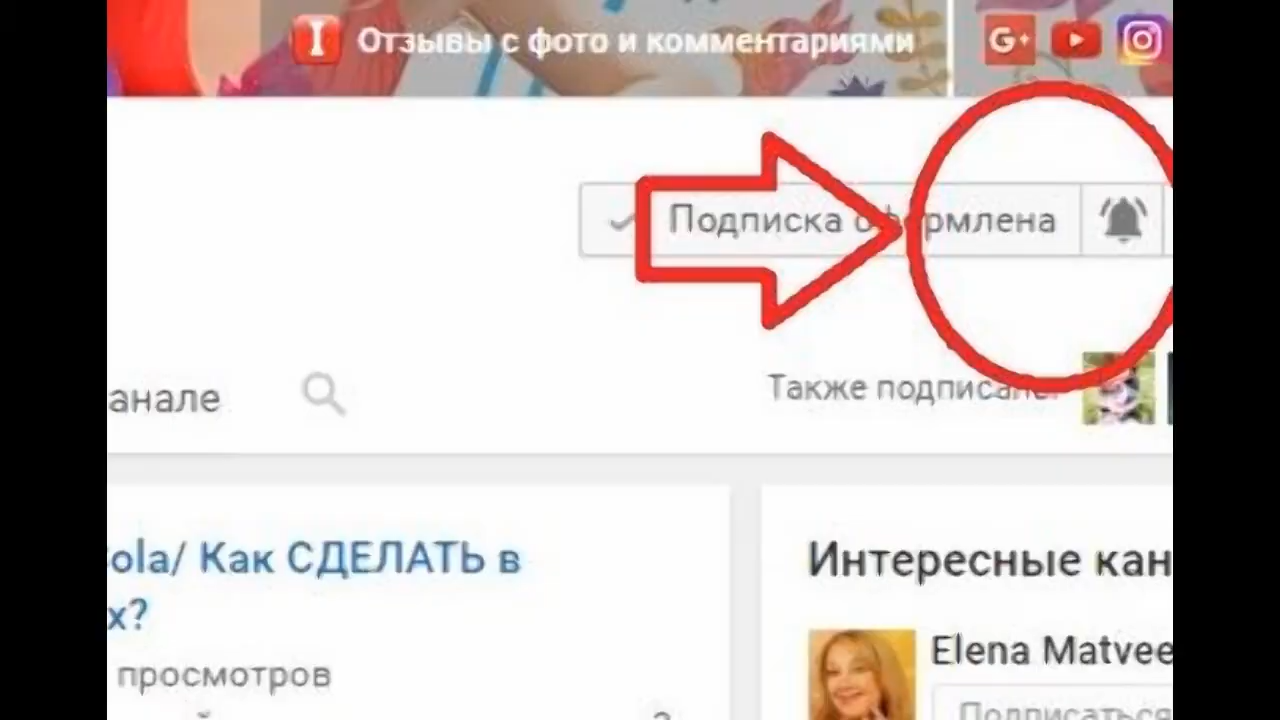 Отзывы с фото и комментариями
G+
Подписка оформлена
анале
Также подписаны
ola/ Как СДЕЛАТЬ в
х?
просмотров
Интересные кан
Elena Matvee
Подписаться